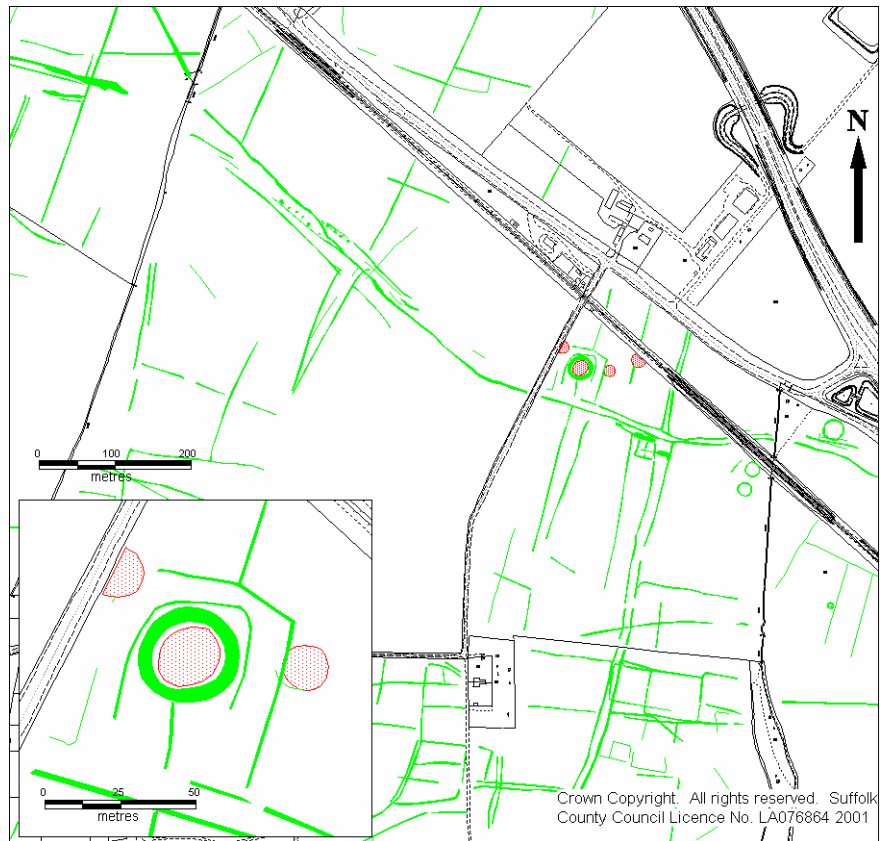 N
0 100 200
metres
0 25 50
metres
Crown Copyright. All rights reserved. Suffolk
County Council Licence No. LA076864 2001